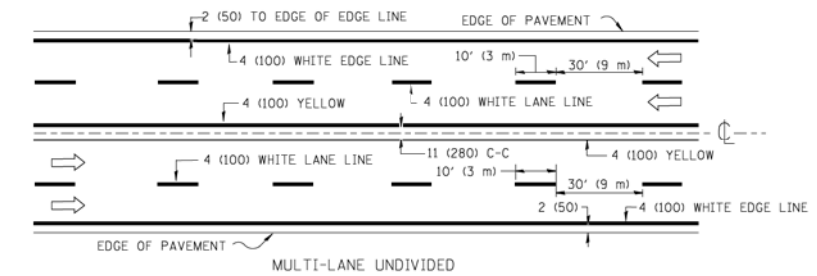 2 (50) TO EDGE OF EDGE LINE
EDGE OF PAVEMENT
4 (100) WHITE EDGE LINE
10' (3 m)
30' (9 m)
4 (100) YELLOW
4 (100) WHITE LANE LINE
CL
4 (100) WHITE LANE LINE
11 (280) C-C
4 (100) YELLOW
10' (3 m)
30' (9 m)
2 (50)
4 (100) WHITE EDGE LINE
EDGE OF PAVEMENT
MULTI-LANE UNDIVIDED